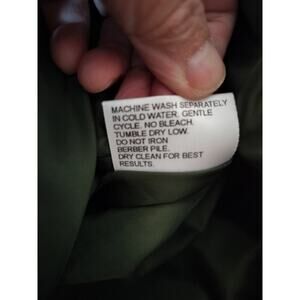 MACHINE WASH SEPARATELY
IN COLD WATER, GENTLE
CYCLE. NO BLEACH.
TUMBLE DRY LOW.
DO NOT IRON
BERBER PILE.
DRY CLEAN FOR BEST
RESULTS.